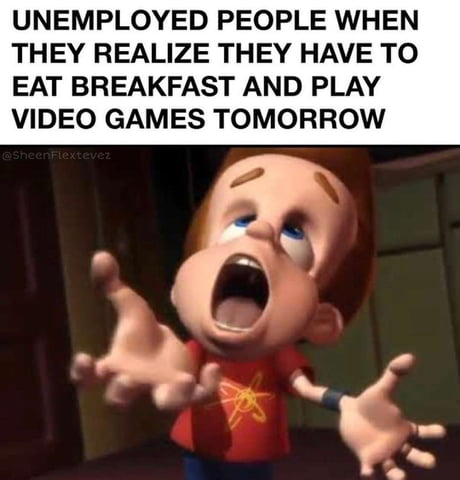 UNEMPLOYED PEOPLE WHEN
THEY REALIZE THEY HAVE TO
EAT BREAKFAST AND PLAY
VIDEO GAMES TOMORROW
@SheenFlextevez